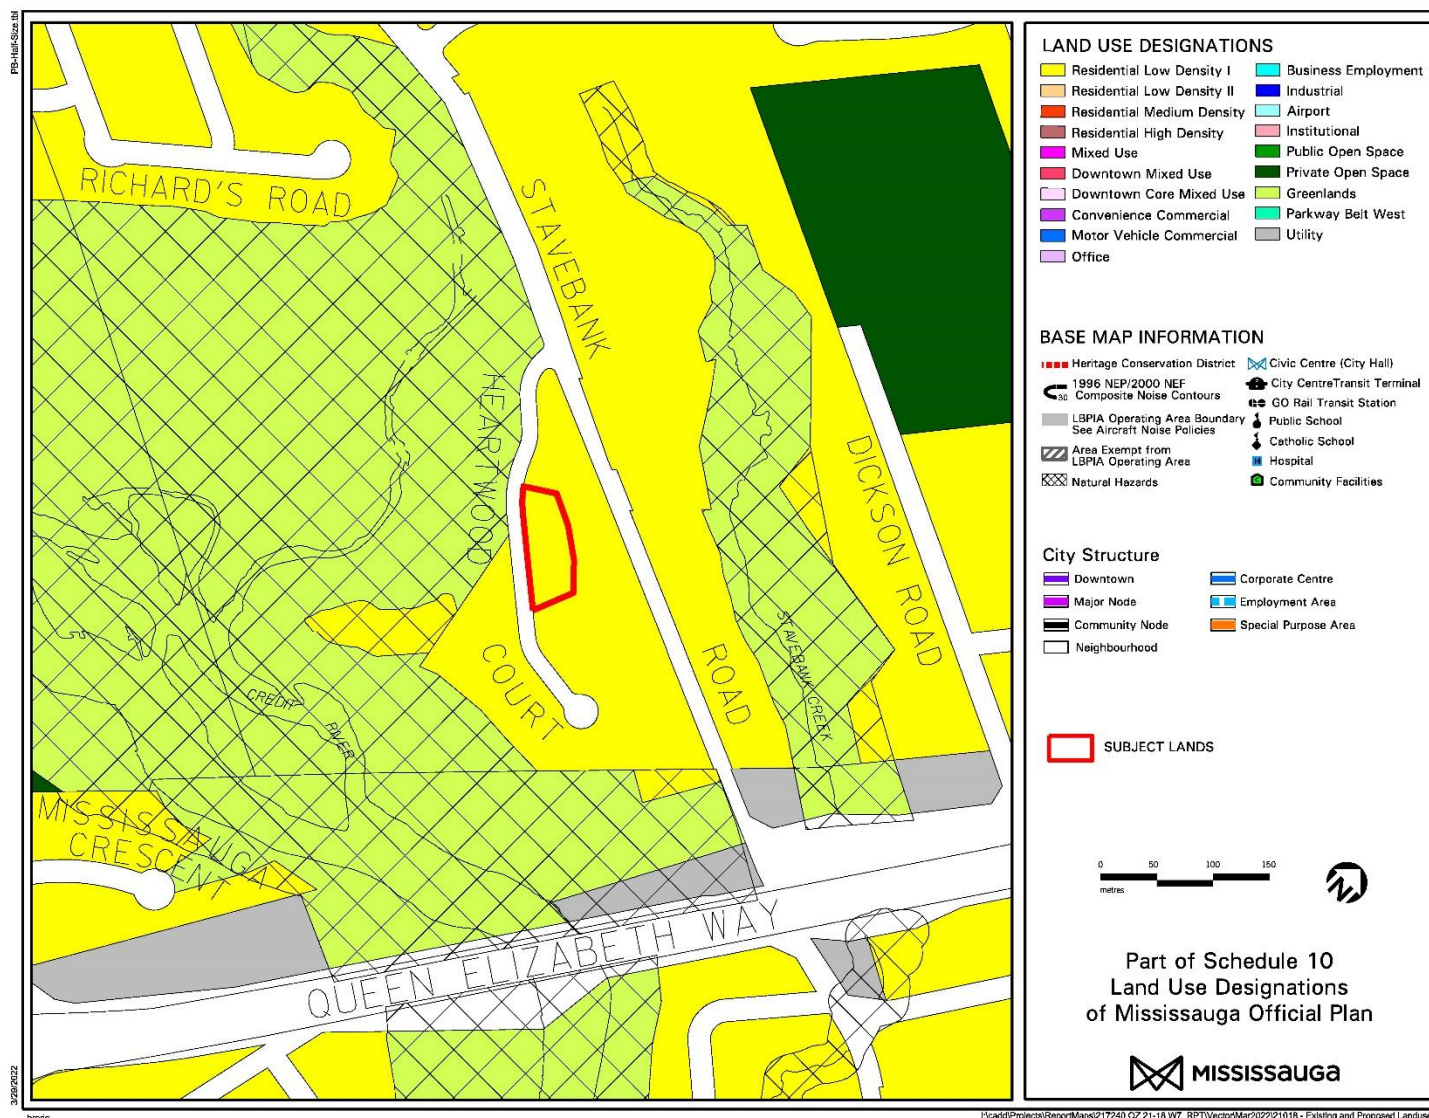 PB-Half-Size.tbl
RICHARD'S ROAD
STAVEBANK
HEARTWOOD
DICKSON ROAD
COURT
ROAD
STAVEBANK CREEK
CREDIT
RIVER
MISSISSAUGA
CRESCENT
QUEEN ELIZABETH WAY
3/29/2022
LAND USE DESIGNATIONS
Residential Low Density I
Residential Low Density II
Residential Medium Density
Residential High Density
Mixed Use
Downtown Mixed Use
Downtown Core Mixed Use
Convenience Commercial
Motor Vehicle Commercial
Office
Business Employment
Industrial
Airport
Institutional
Public Open Space
Private Open Space
Greenlands
Parkway Belt West
Utility
BASE MAP INFORMATION
Heritage Conservation District
1996 NEP/2000 NEF
Composite Noise Contours
30
LBPIA Operating Area Boundary
See Aircraft Noise Policies
Area Exempt from
LBPIA Operating Area
Natural Hazards
Civic Centre (City Hall)
City CentreTransit Terminal
GO Rail Transit Station
Public School
Catholic School
H Hospital
Community Facilities
City Structure
Downtown
Major Node
Community Node
Neighbourhood
Corporate Centre
Employment Area
Special Purpose Area
SUBJECT LANDS
0 50 100 150
metres
N
Part of Schedule 10
Land Use Designations
of Mississauga Official Plan
MISSISSAUGA